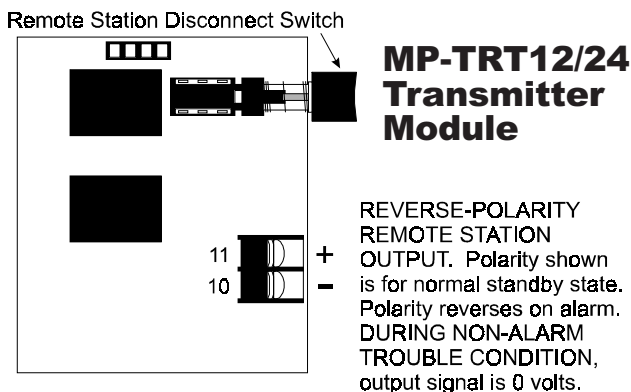 Remote Station Disconnect Switch
MP-TRT12/24
Transmitter
Module
REVERSE-POLARITY
REMOTE STATION
OUTPUT. Polarity shown
is for normal standby state.
Polarity reverses on alarm.
DURING NON-ALARM
TROUBLE CONDITION,
output signal is 0 volts.
11 +
10 −